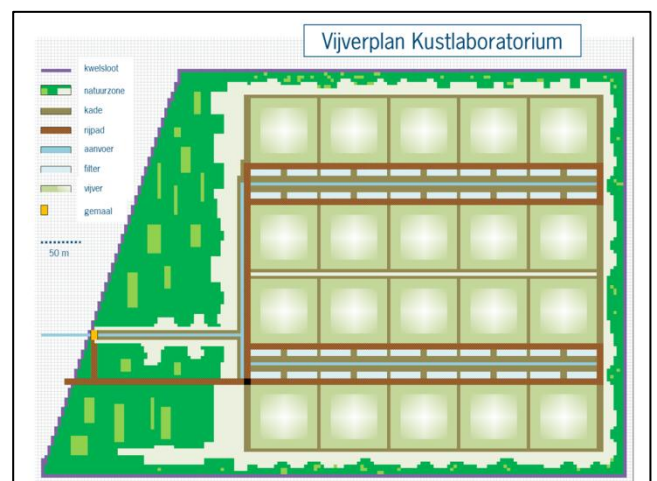 Vijverplan Kustlaboratorium
kwelsloot
natuurzone
kade
rijpad
aanvoer
filter
vijver
gemaal
50 m